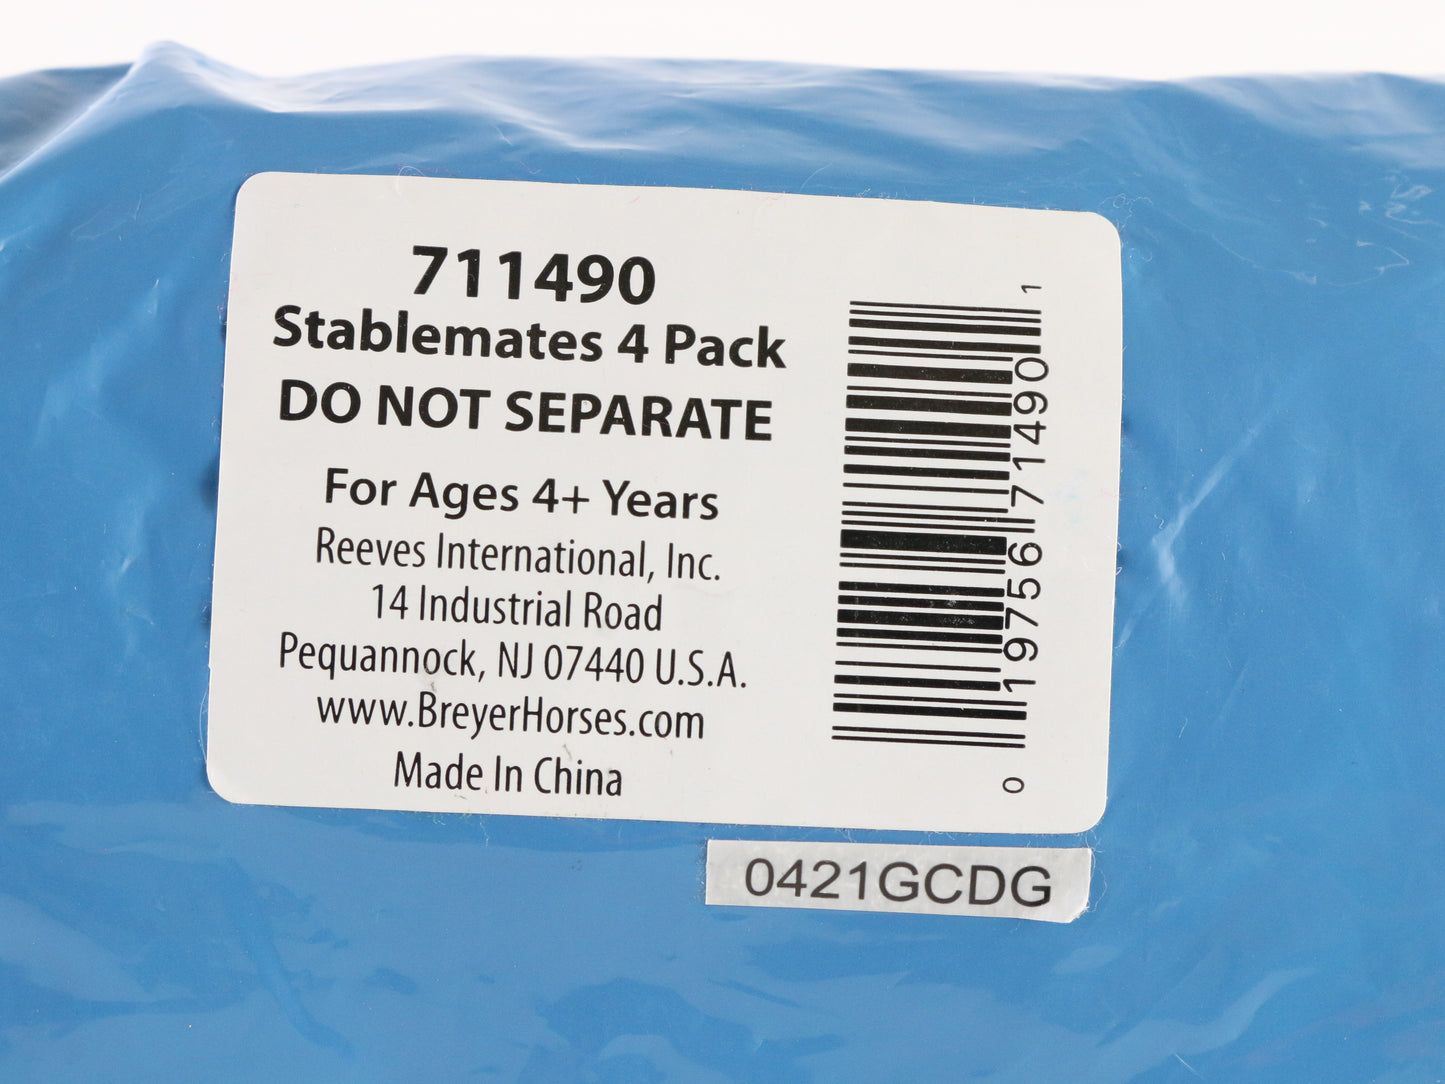 711490
Stablemates 4 Pack
DO NOT SEPARATE
For Ages 4+ Years
Reeves International, Inc.
14 Industrial Road
Pequannock, NJ 07440 U.S.A.
www.BreyerHorses.com
Made In China
0 19756 71490 1
0421GCDG